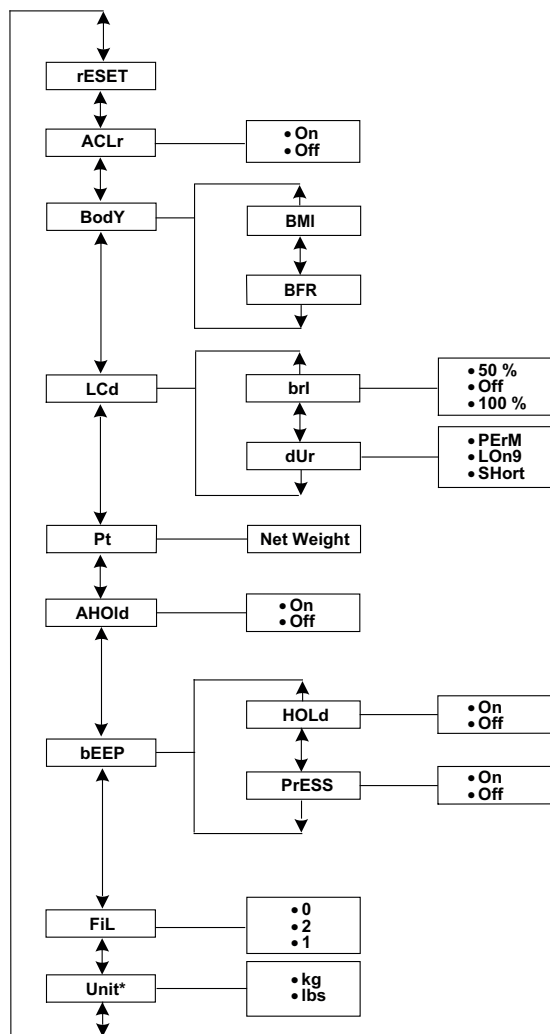 rESET
ACLr
• On
• Off
BodY
BMI
BFR
LCd
brI
• 50 %
• Off
• 100 %
dUr
• PErM
• LOn9
• SHort
Pt
Net Weight
AHOld
• On
• Off
bEEP
HOLd
• On
• Off
PrESS
• On
• Off
FiL
• 0
• 2
• 1
Unit*
• kg
• lbs